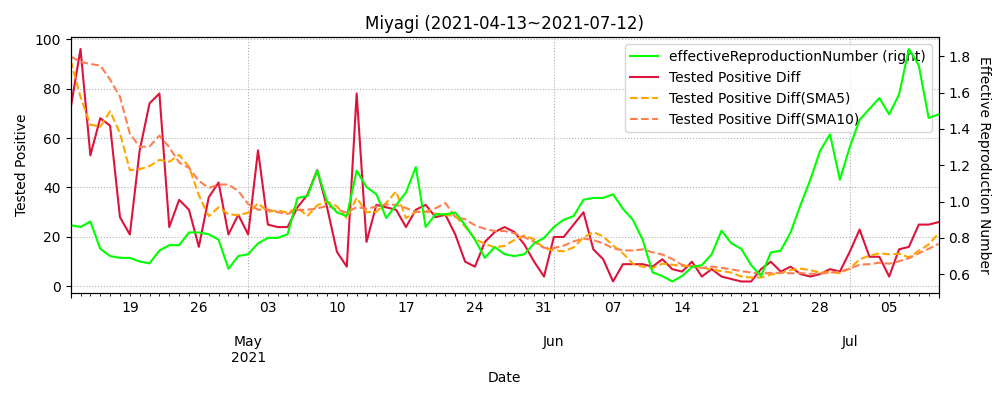 Miyagi (2021-04-13~2021-07-12)
effectiveReproductionNumber (right)
Tested Positive Diff
Tested Positive Diff(SMA5)
Tested Positive Diff(SMA10)
Tested Positive
100
80
60
40
20
0
1.8
1.6
1.4
1.2
1.0
0.8
0.6
Effective Reproduction Number
19 26 03 10 17 24 31 07 14 21 28 05
May Jun Jul
2021
Date